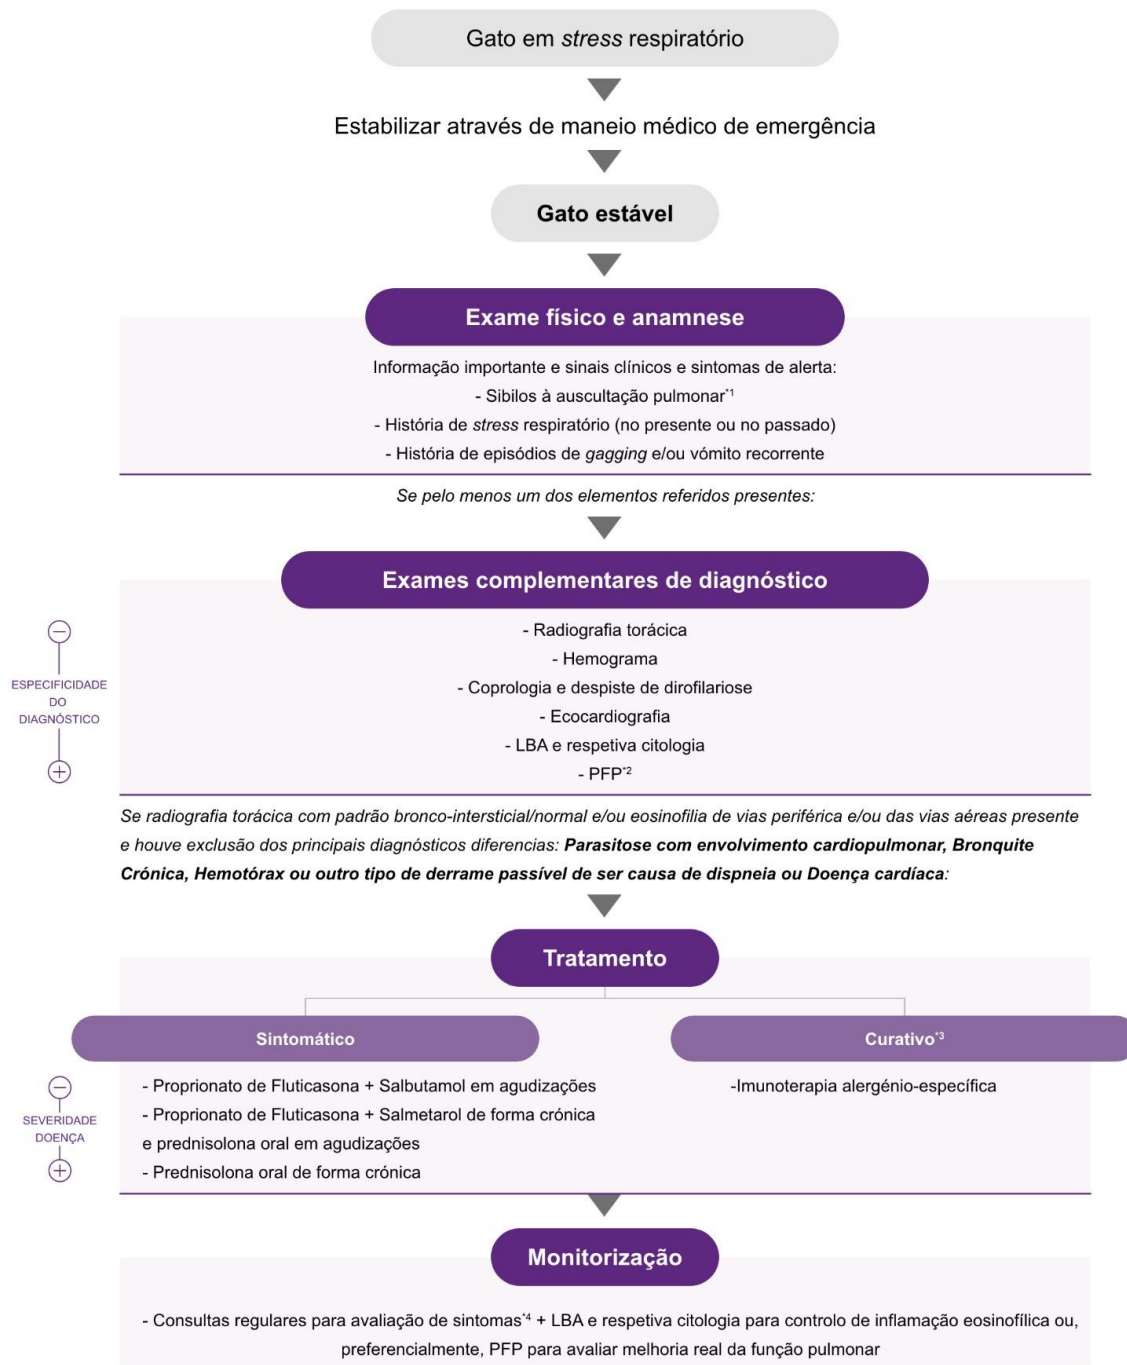 Gato em stress respiratório
Estabilizar através de maneio médico de emergência
Gato estável
Exame físico e anamnese
Informação importante e sinais clínicos e sintomas de alerta:
- Sibilos à auscultação pulmonar*1
- História de stress respiratório (no presente ou no passado)
- História de episódios de gagging e/ou vómito recorrente
Se pelo menos um dos elementos referidos presentes:
Exames complementares de diagnóstico
- Radiografia torácica
- Hemograma
- Coprologia e despiste de dirofilariose
- Ecocardiografia
- LBA e respetiva citologia
- PFP*2
−
ESPECIFICIDADE
DO
DIAGNÓSTICO
+
Se radiografia torácica com padrão bronco-intersticial/normal e/ou eosinofilia de vias periférica e/ou das vias aéreas presente
e houve exclusão dos principais diagnósticos diferencias: Parasitose com envolvimento cardiopulmonar, Bronquite
Crónica, Hemotórax ou outro tipo de derrame passível de ser causa de dispneia ou Doença cardíaca:
Tratamento
Sintomático
- Proprionato de Fluticasona + Salbutamol em agudizações
- Proprionato de Fluticasona + Salmetarol de forma crónica
e prednisolona oral em agudizações
- Prednisolona oral de forma crónica
−
SEVERIDADE
DOENÇA
+
Curativo*3
-Imunoterapia alergénio-específica
Monitorização
- Consultas regulares para avaliação de sintomas*4 + LBA e respetiva citologia para controlo de inflamação eosinofílica ou,
preferencialmente, PFP para avaliar melhoria real da função pulmonar